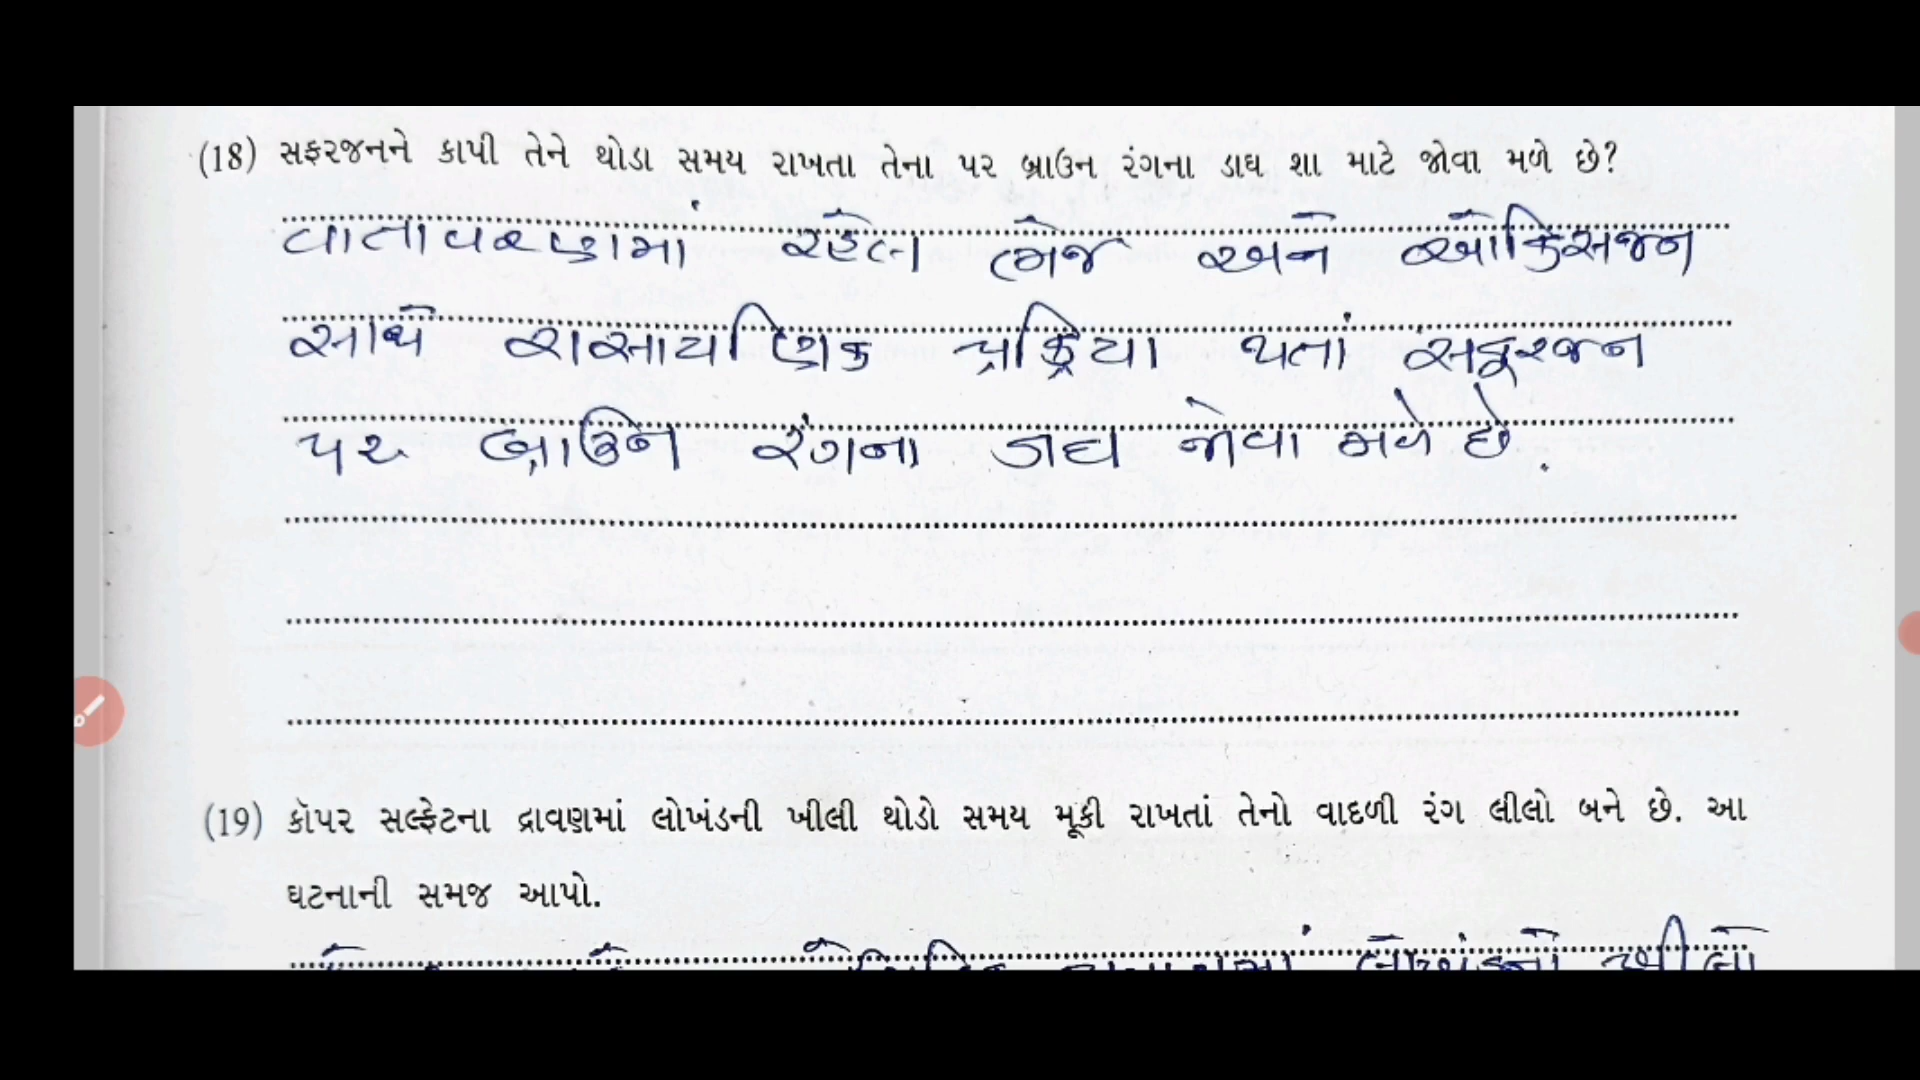 (18) સફરજનને કાપી તેને થોડા સમય રાખતા તેના પર બ્રાઉન રંગના ડાઘ શા માટે જોવા મળે છે?
વાતાવરણમાં રહેલ ભેજ અને ઑક્સિજન
સાથે રાસાયણિક પ્રક્રિયા થતાં સફરજન
પર બ્રાઉન રંગના ડાઘ જોવા મળે છે.
(19) કૉપર સલ્ફેટના દ્રાવણમાં લોખંડની ખીલી થોડો સમય મૂકી રાખતાં તેનો વાદળી રંગ લીલો બને છે. આ
ઘટનાની સમજ આપો.